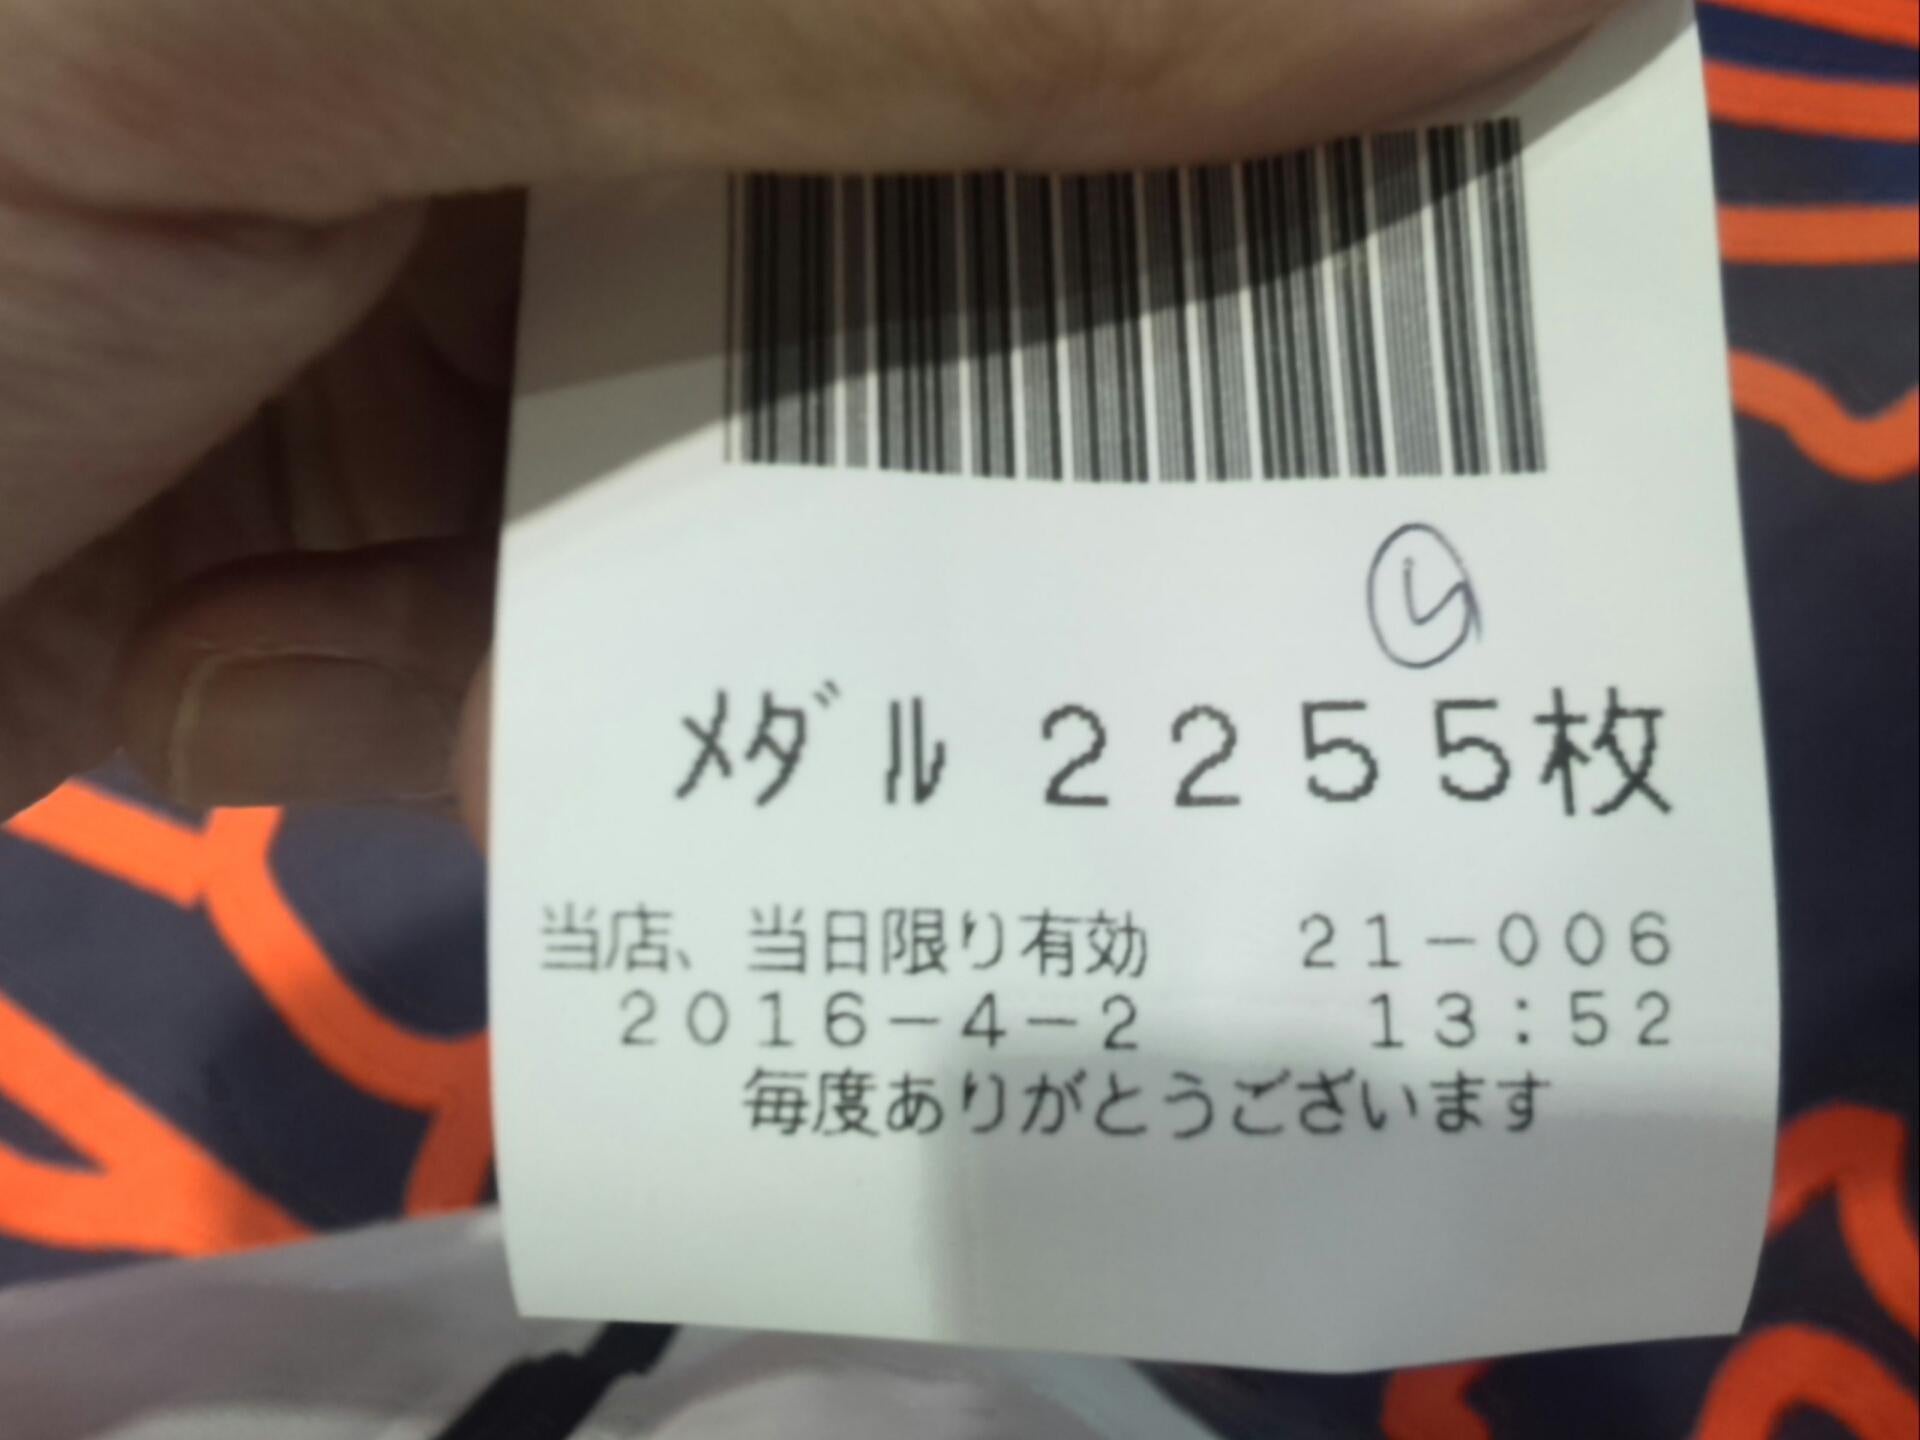 ﾒﾀﾞﾙ 2255枚
当店、当日限り有効 21-006
2016-4-2 13:52
毎度ありがとうございます